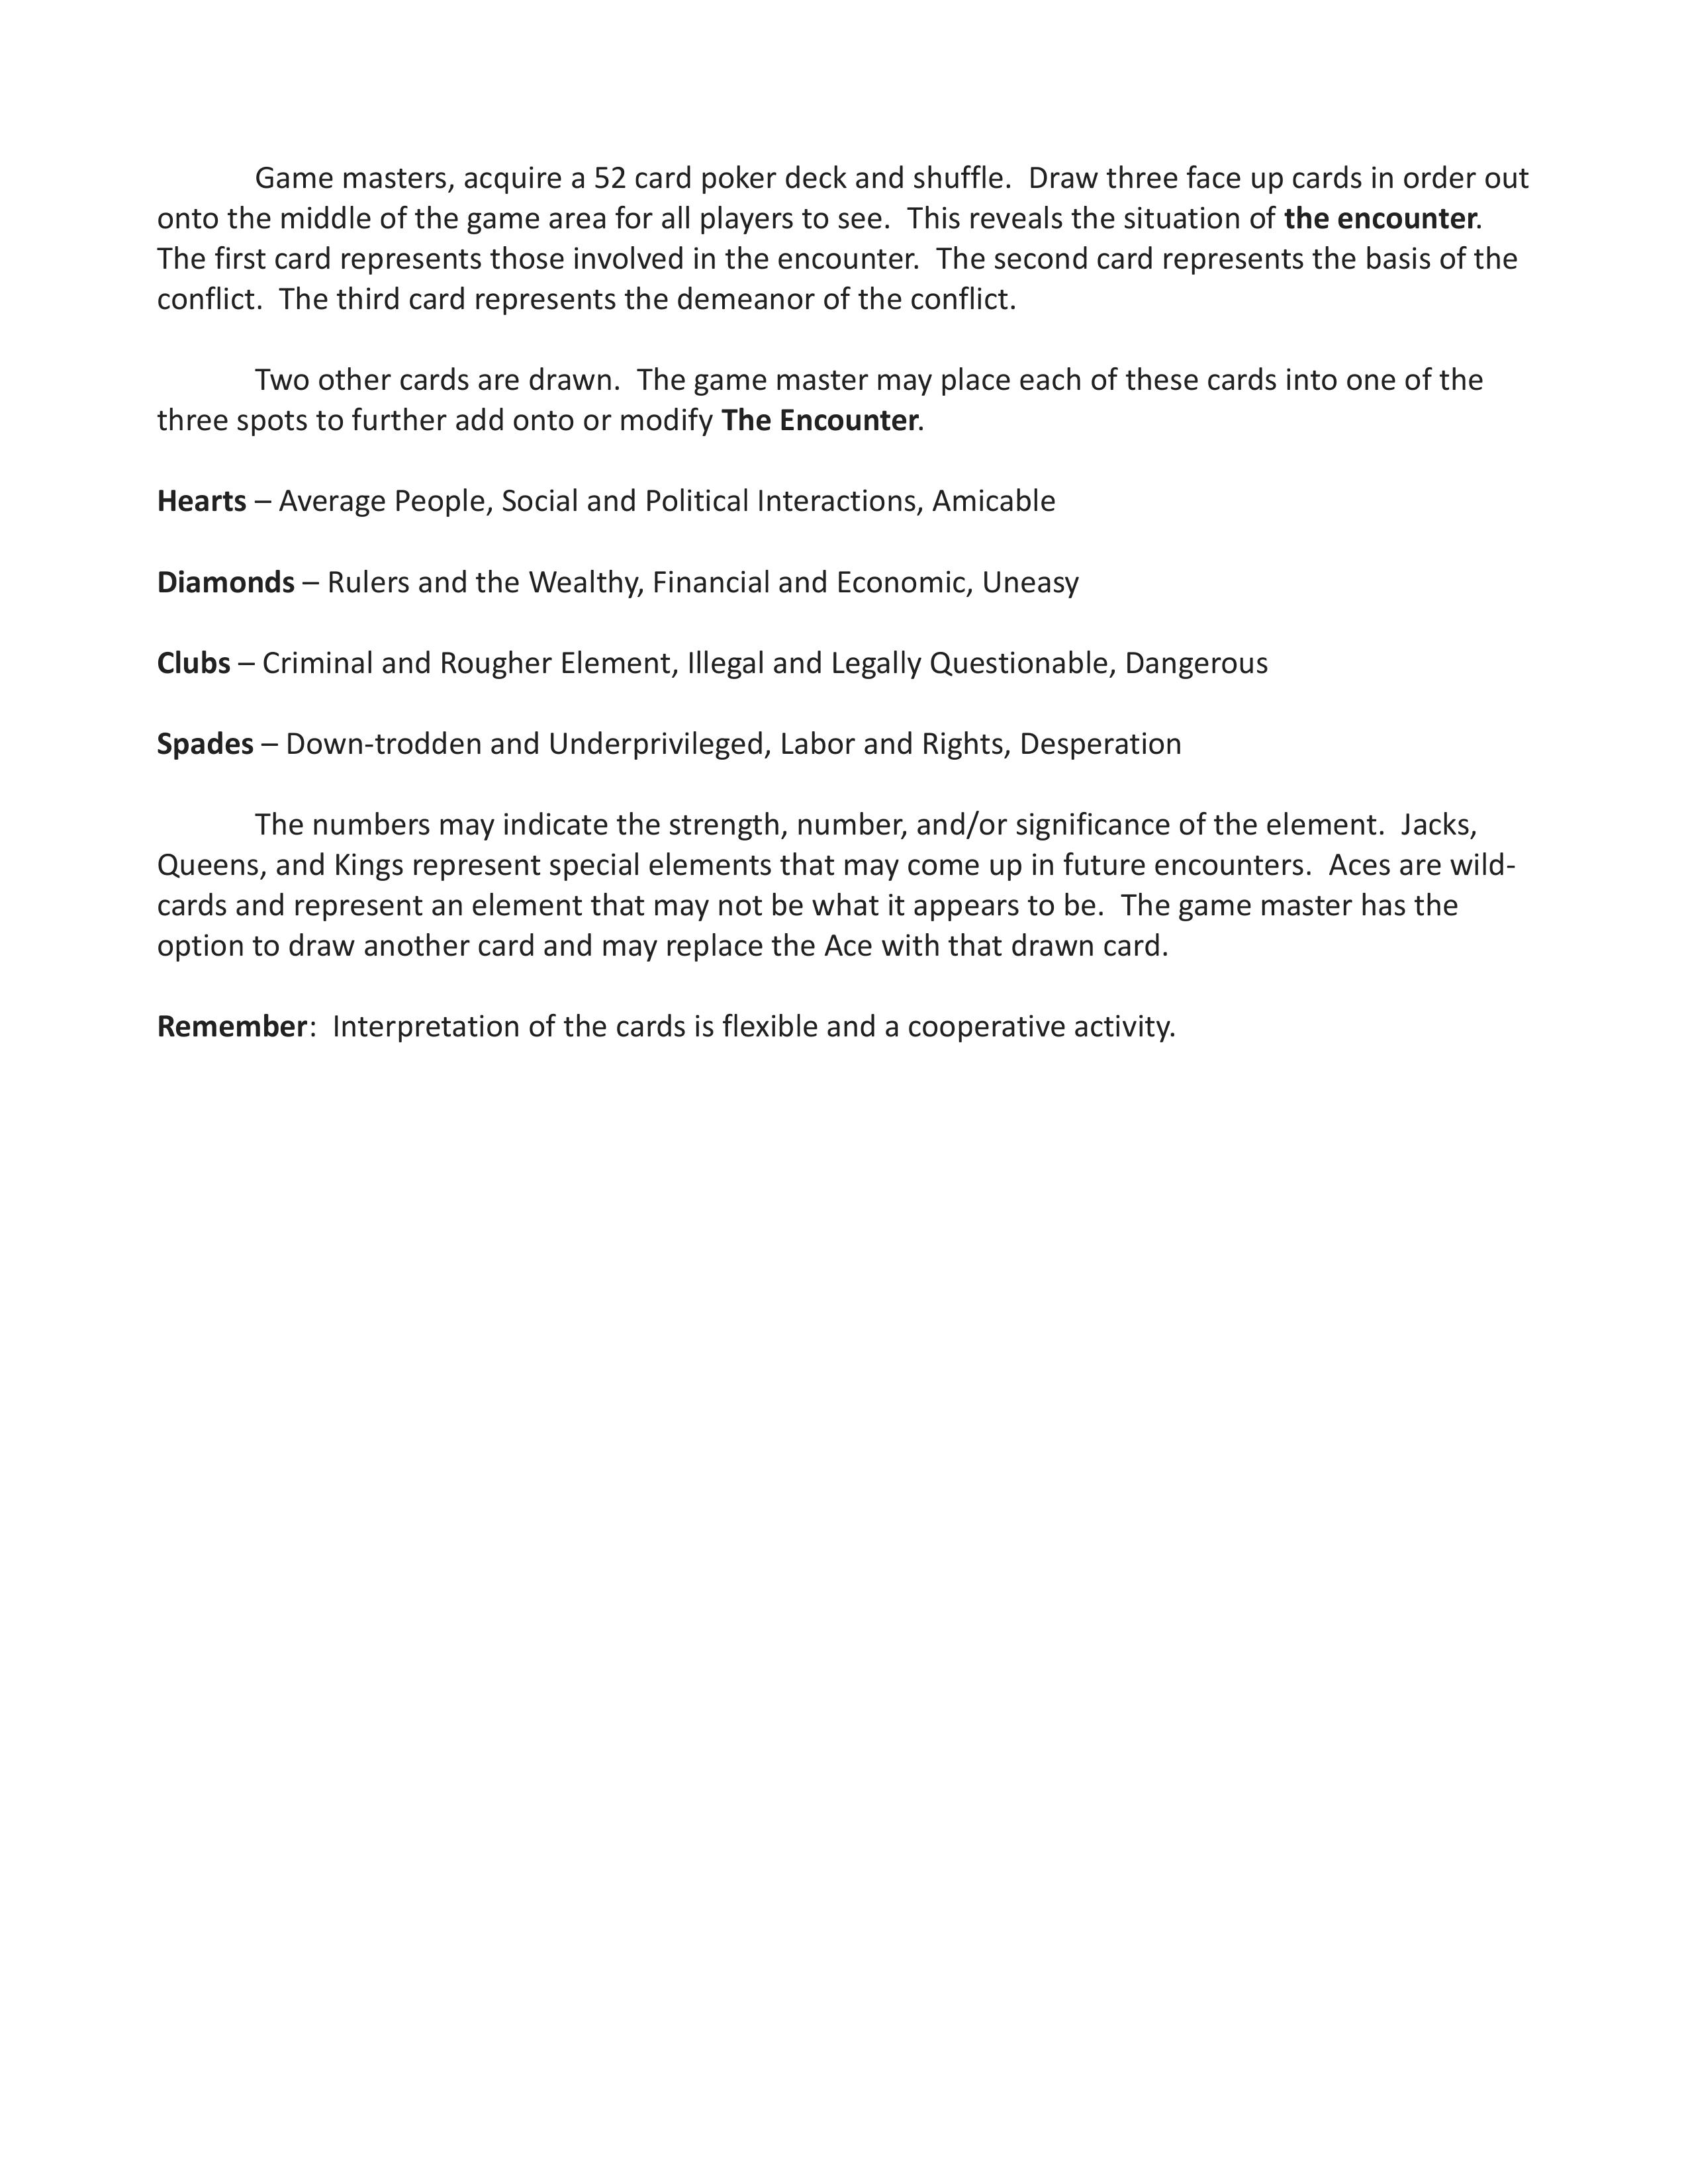 Game masters, acquire a 52 card poker deck and shuffle.  Draw three face up cards in order out
onto the middle of the game area for all players to see.  This reveals the situation of the encounter.
The first card represents those involved in the encounter.  The second card represents the basis of the
conflict.  The third card represents the demeanor of the conflict.
Two other cards are drawn.  The game master may place each of these cards into one of the
three spots to further add onto or modify The Encounter.
Hearts – Average People, Social and Political Interactions, Amicable
Diamonds – Rulers and the Wealthy, Financial and Economic, Uneasy
Clubs – Criminal and Rougher Element, Illegal and Legally Questionable, Dangerous
Spades – Down-trodden and Underprivileged, Labor and Rights, Desperation
The numbers may indicate the strength, number, and/or significance of the element.  Jacks,
Queens, and Kings represent special elements that may come up in future encounters.  Aces are wild-
cards and represent an element that may not be what it appears to be.  The game master has the
option to draw another card and may replace the Ace with that drawn card.
Remember:  Interpretation of the cards is flexible and a cooperative activity.